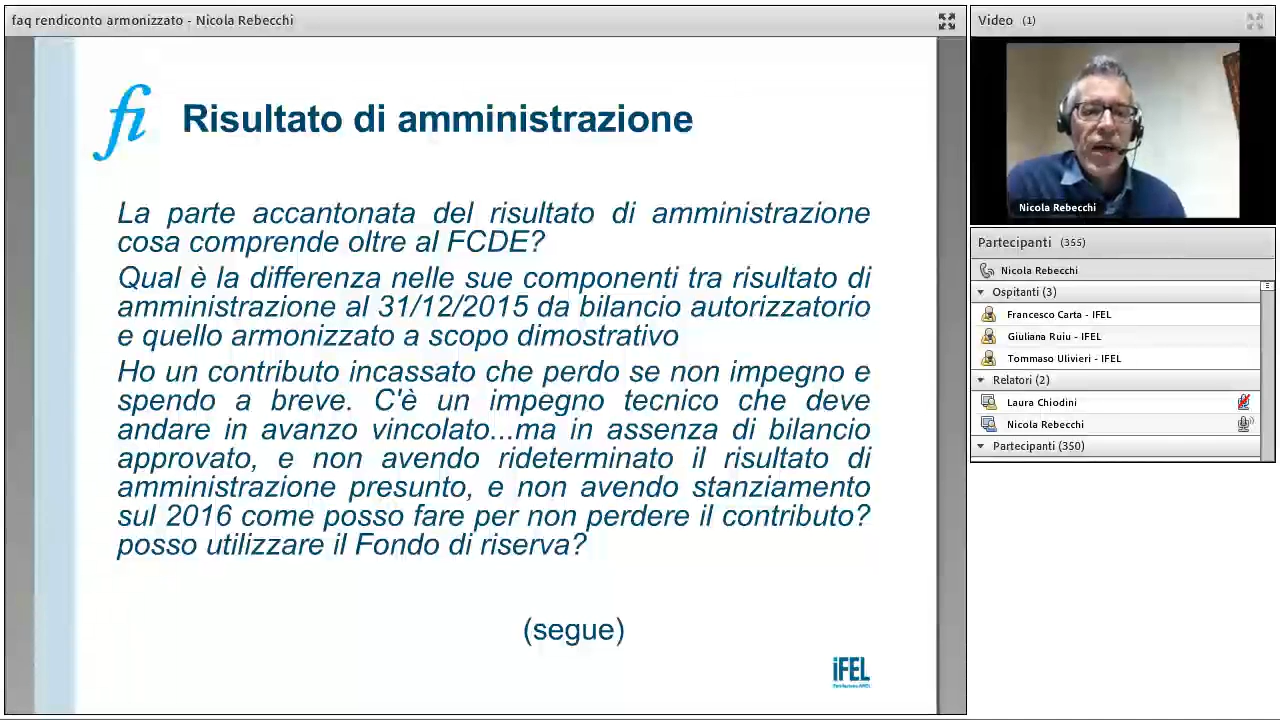 faq rendiconto armonizzato - Nicola Rebecchi
fi
Risultato di amministrazione
La parte accantonata del risultato di amministrazione
cosa comprende oltre al FCDE?
Qual è la differenza nelle sue componenti tra risultato di
amministrazione al 31/12/2015 da bilancio autorizzatorio
e quello armonizzato a scopo dimostrativo
Ho un contributo incassato che perdo se non impegno e
spendo a breve. C'è un impegno tecnico che deve
andare in avanzo vincolato...ma in assenza di bilancio
approvato, e non avendo rideterminato il risultato di
amministrazione presunto, e non avendo stanziamento
sul 2016 come posso fare per non perdere il contributo?
posso utilizzare il Fondo di riserva?
(segue)
iFEL
Fondazione ANCI
Video (1)
Nicola Rebecchi
Partecipanti (355)
Nicola Rebecchi
Ospitanti (3)
Francesco Carta - IFEL
Giuliana Ruiu - IFEL
Tommaso Ulivieri - IFEL
Relatori (2)
Laura Chiodini
Nicola Rebecchi
Partecipanti (350)